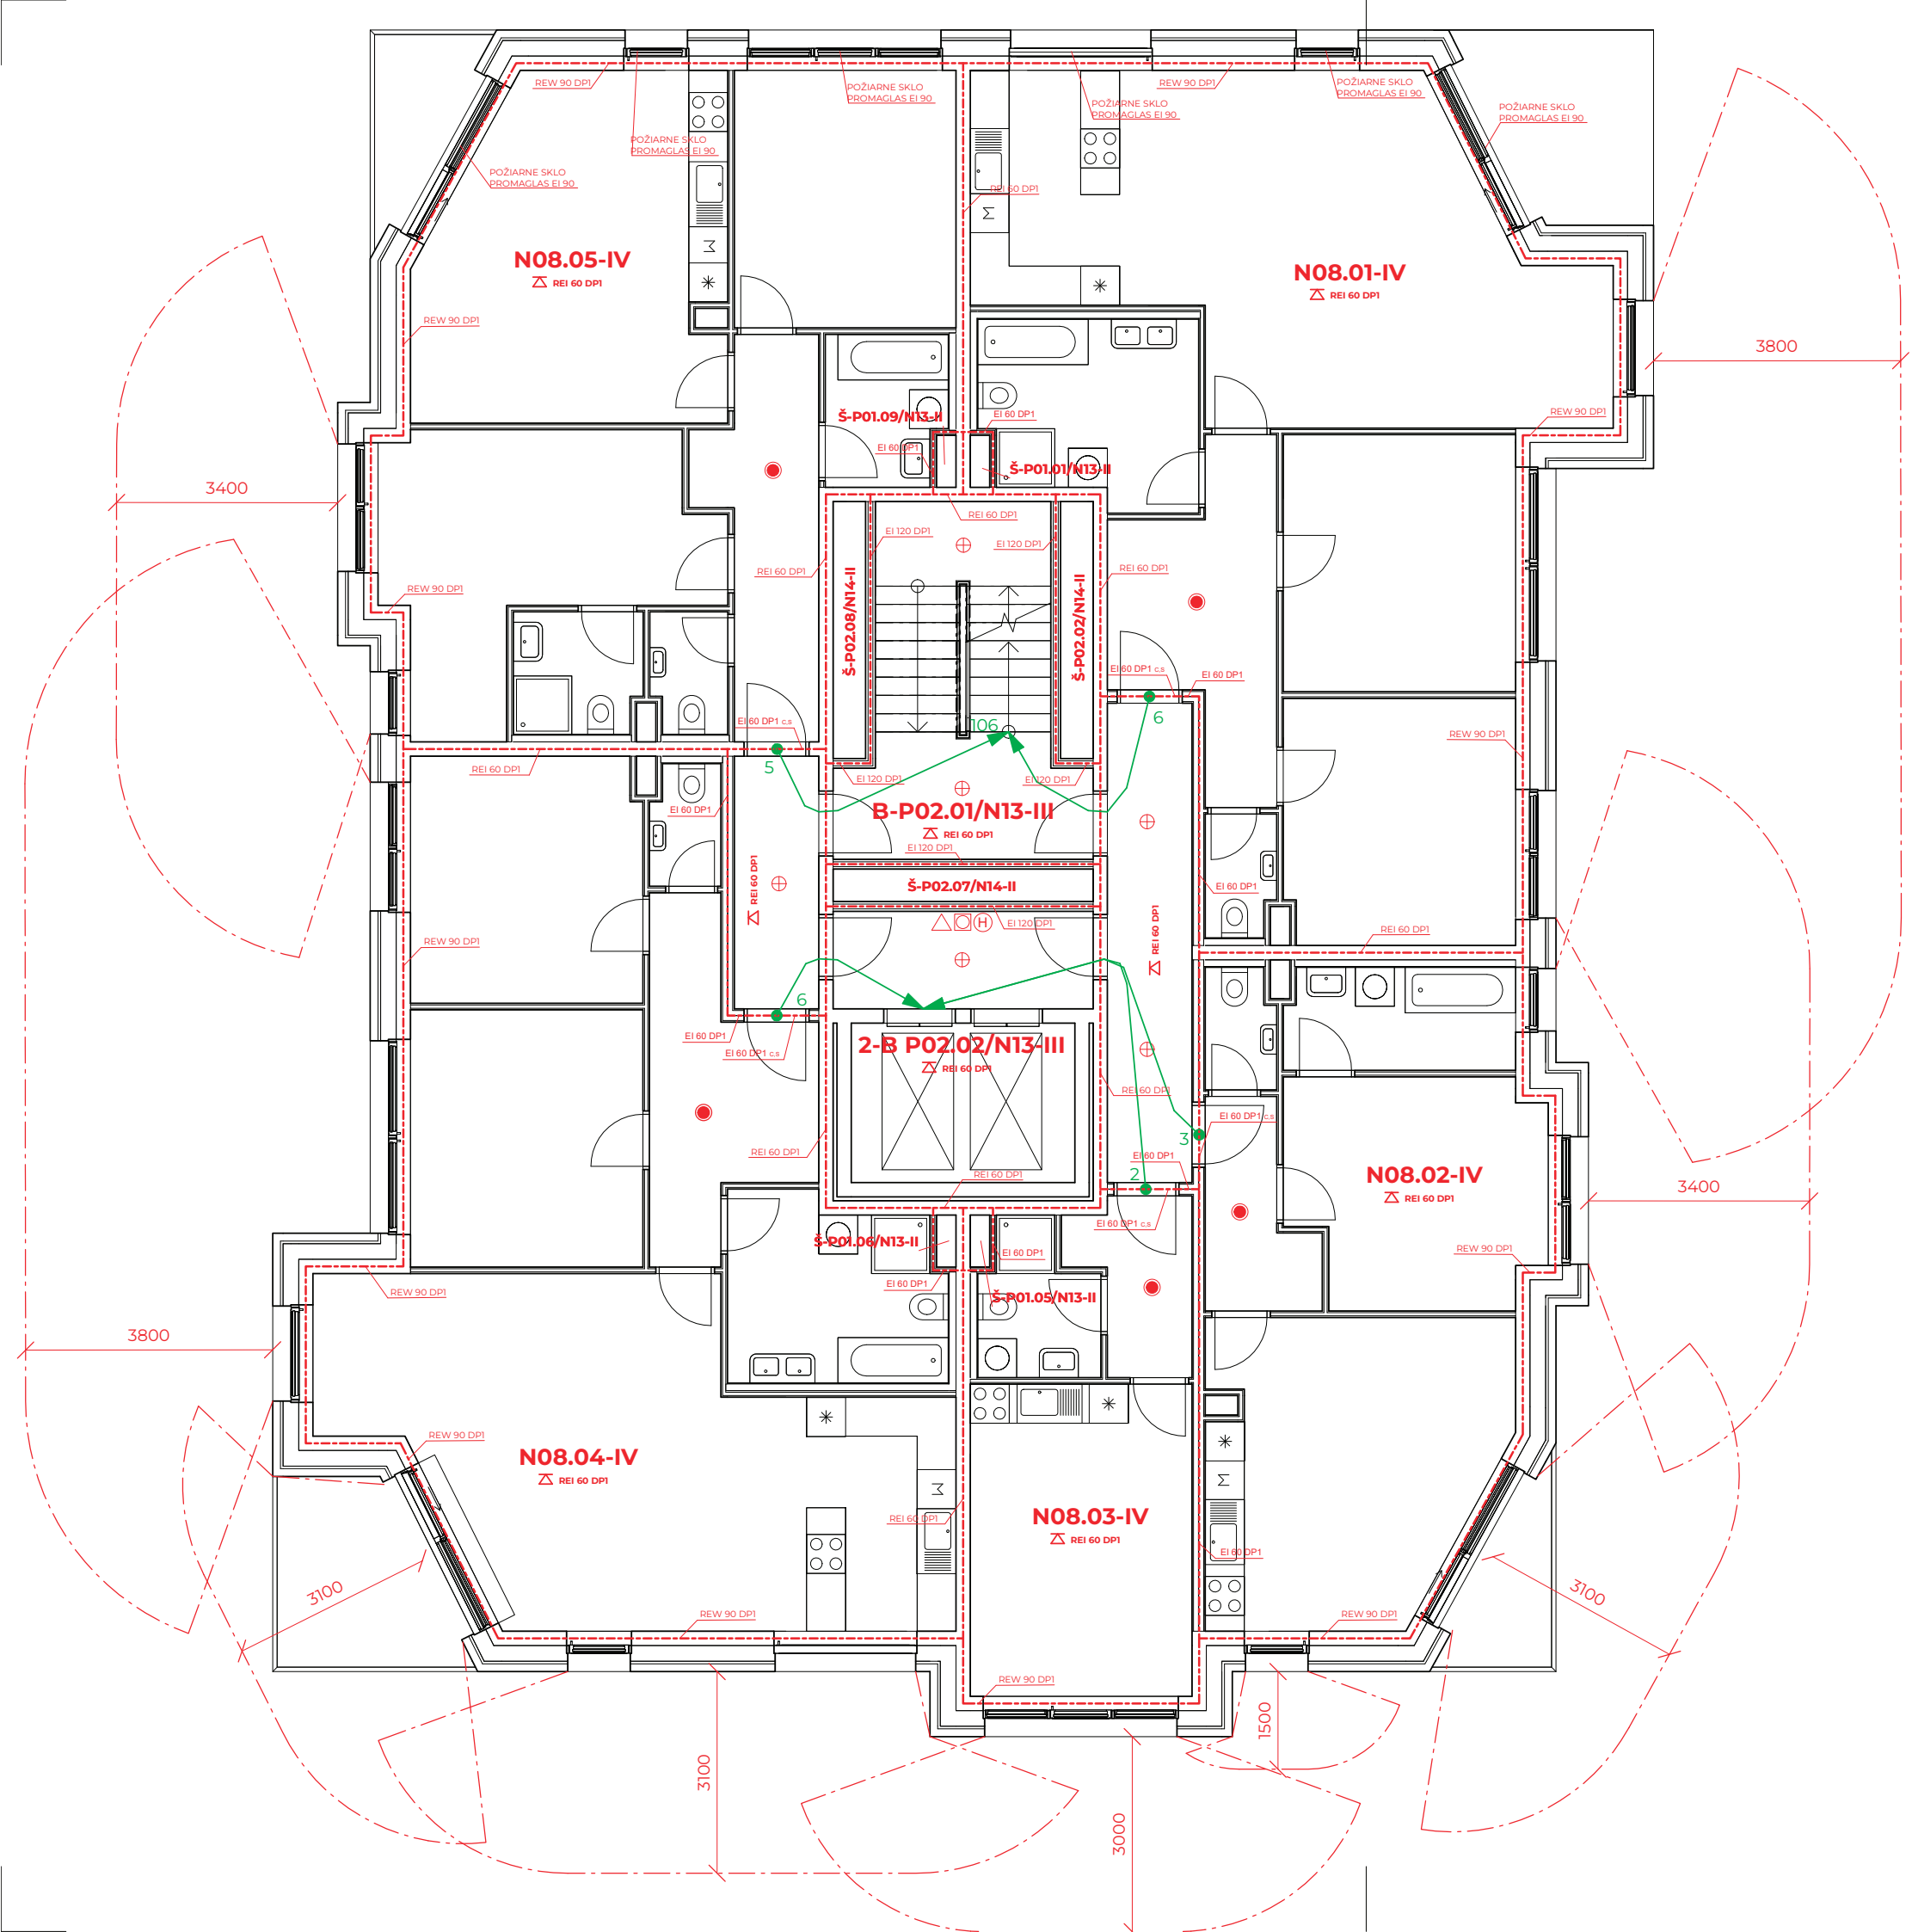 REW 90 DP1
REW 90 DP1
POŽIARNE SKLO
PROMAGLAS EI 90
POŽIARNE SKLO
PROMAGLAS EI 90
POŽIARNE SKLO
PROMAGLAS EI 90
POŽIARNE SKLO
PROMAGLAS EI 90
POŽIARNE SKLO
PROMAGLAS EI 90
POŽIARNE SKLO
PROMAGLAS EI 90
REI 60 DP1
N08.05-IV
REI 60 DP1
N08.01-IV
REI 60 DP1
REW 90 DP1
3800
REW 90 DP1
Š-P01.09/N13-II
EI 60 DP1
EI 60 DP1
Š-P01.01/N13-II
3400
REI 60 DP1
EI 120 DP1
EI 120 DP1
REI 60 DP1
REI 60 DP1
REW 90 DP1
Š-P02.08/N14-II
Š-P02.02/N14-II
EI 60 DP1 C,S
EI 60 DP1
6
EI 60 DP1 C,S
106
REW 90 DP1
5
REI 60 DP1
EI 120 DP1
EI 120 DP1
EI 60 DP1
B-P02.01/N13-III
REI 60 DP1
EI 120 DP1
REI 60 DP1
Š-P02.07/N14-II
EI 60 DP1
H
EI 120 DP1
REI 60 DP1
REI 60 DP1
REW 90 DP1
6
EI 60 DP1
EI 60 DP1 C,S
2-B P02.02/N13-III
REI 60 DP1
REI 60 DP1
EI 60 DP1 C,S
3
REI 60 DP1
EI 60 DP1
REI 60 DP1
2
N08.02-IV
REI 60 DP1
3400
EI 60 DP1 C,S
Š-P01.06/N13-II
EI 60 DP1
REW 90 DP1
EI 60 DP1
REW 90 DP1
Š-P01.05/N13-II
3800
REW 90 DP1
N08.04-IV
REI 60 DP1
REI 60 DP1
N08.03-IV
REI 60 DP1
EI 60 DP1
3100
3100
REW 90 DP1
REW 90 DP1
REW 90 DP1
1500
3100
3000